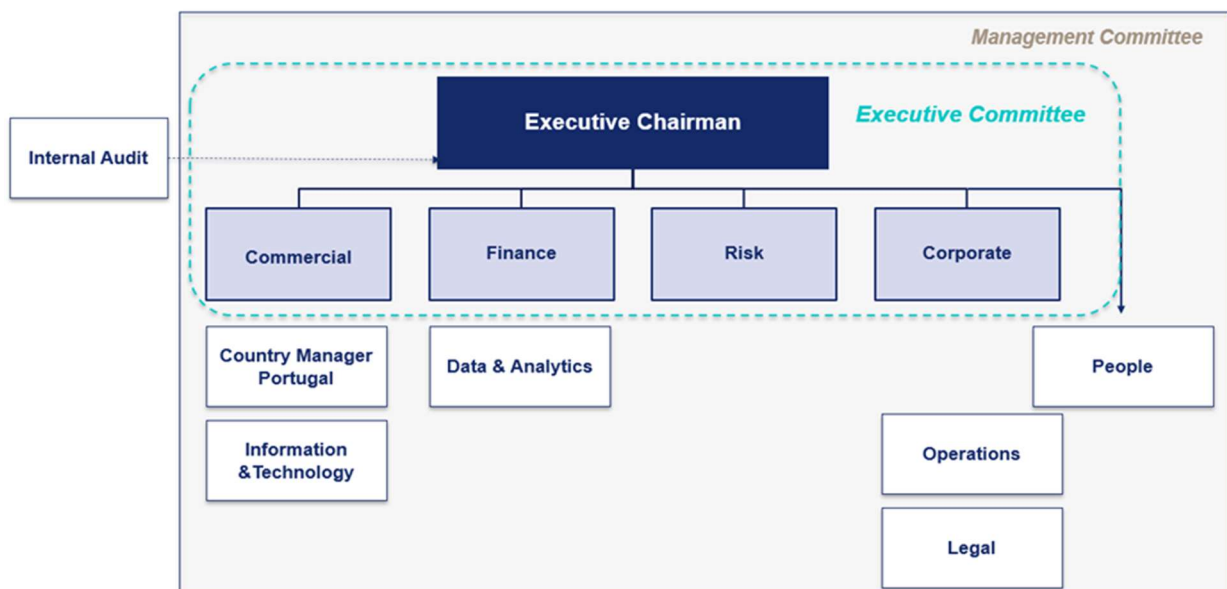 Management Committee
Executive Chairman
Executive Committee
Internal Audit
Commercial
Finance
Risk
Corporate
Country Manager
Portugal
Data & Analytics
People
Information
&Technology
Operations
Legal